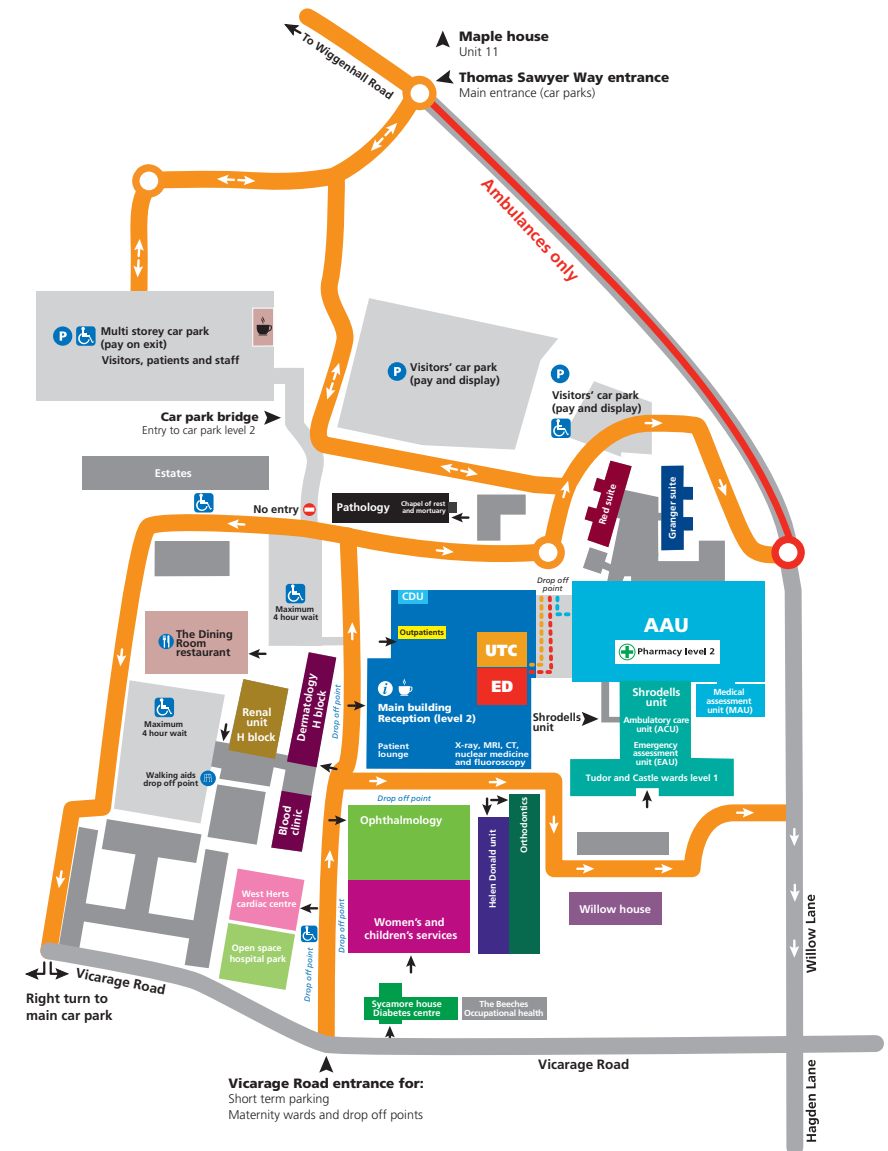 To Wiggenhall Road
Maple house
Unit 11
Thomas Sawyer Way entrance
Main entrance (car parks)
Ambulances only
P
Multi storey car park
(pay on exit)
Visitors, patients and staff
P
Visitors' car park
(pay and display)
P
Visitors' car park
(pay and display)
Car park bridge
Entry to car park level 2
Estates
No entry
Pathology
Chapel of rest
and mortuary
Red suite
Granger suite
Maximum
4 hour wait
CDU
Outpatients
UTC
ED
Drop off
point
AAU
Pharmacy level 2
The Dining
Room
restaurant
Dermatology
H block
Drop off point
Renal
unit
H block
i
Main building
Reception (level 2)
Patient
lounge
X-ray, MRI, CT,
nuclear medicine
and fluoroscopy
Shrodells
unit
Shrodells
unit
Ambulatory care
unit (ACU)
Emergency
assessment
unit (EAU)
Medical
assessment
unit (MAU)
Tudor and Castle wards level 1
Maximum
4 hour wait
Walking aids
drop off point
Blood
clinic
Drop off point
Ophthalmology
Women's and
children's services
Helen Donald unit
Orthodontics
Willow house
West Herts
cardiac centre
Open space
hospital park
Drop off point
Drop off point
Sycamore house
Diabetes centre
The Beeches
Occupational health
Willow Lane
Vicarage Road
Right turn to
main car park
Vicarage Road
Hagden Lane
Vicarage Road entrance for:
Short term parking
Maternity wards and drop off points